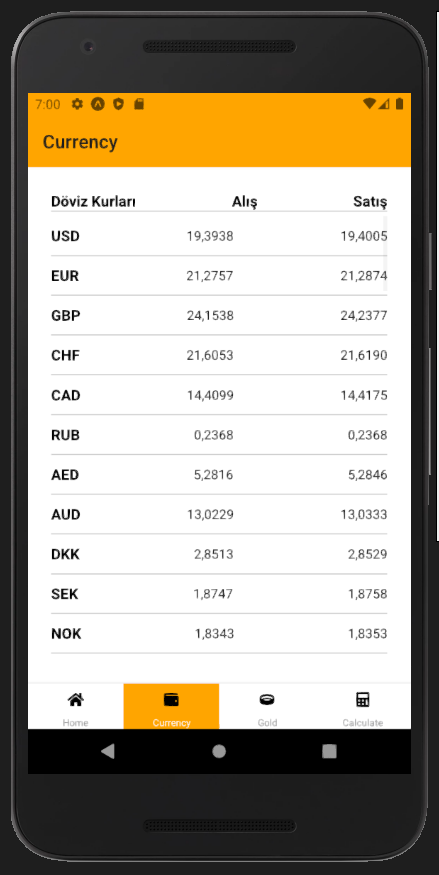 7:00
Currency
Döviz Kurları Alış Satış
USD 19,3938 19,4005
EUR 21,2757 21,2874
GBP 24,1538 24,2377
CHF 21,6053 21,6190
CAD 14,4099 14,4175
RUB 0,2368 0,2368
AED 5,2816 5,2846
AUD 13,0229 13,0333
DKK 2,8513 2,8529
SEK 1,8747 1,8758
NOK 1,8343 1,8353
Home Currency Gold Calculate